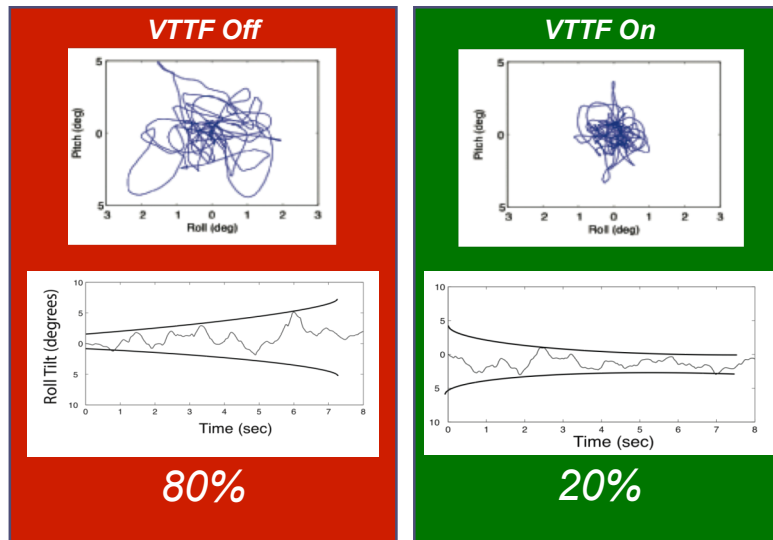 VTTF Off
5
0
5
Pitch (deg)
3 2 1 0 1 2 3
Roll (deg)
10
5
0
5
10
Roll Tilt (degrees)
0 1 2 3 4 5 6 7 8
Time (sec)
80%
VTTF On
5
0
5
Pitch (deg)
3 2 1 0 1 2 3
Roll (deg)
10
5
0
5
10
0 1 2 3 4 5 6 7 8
Time (sec)
20%